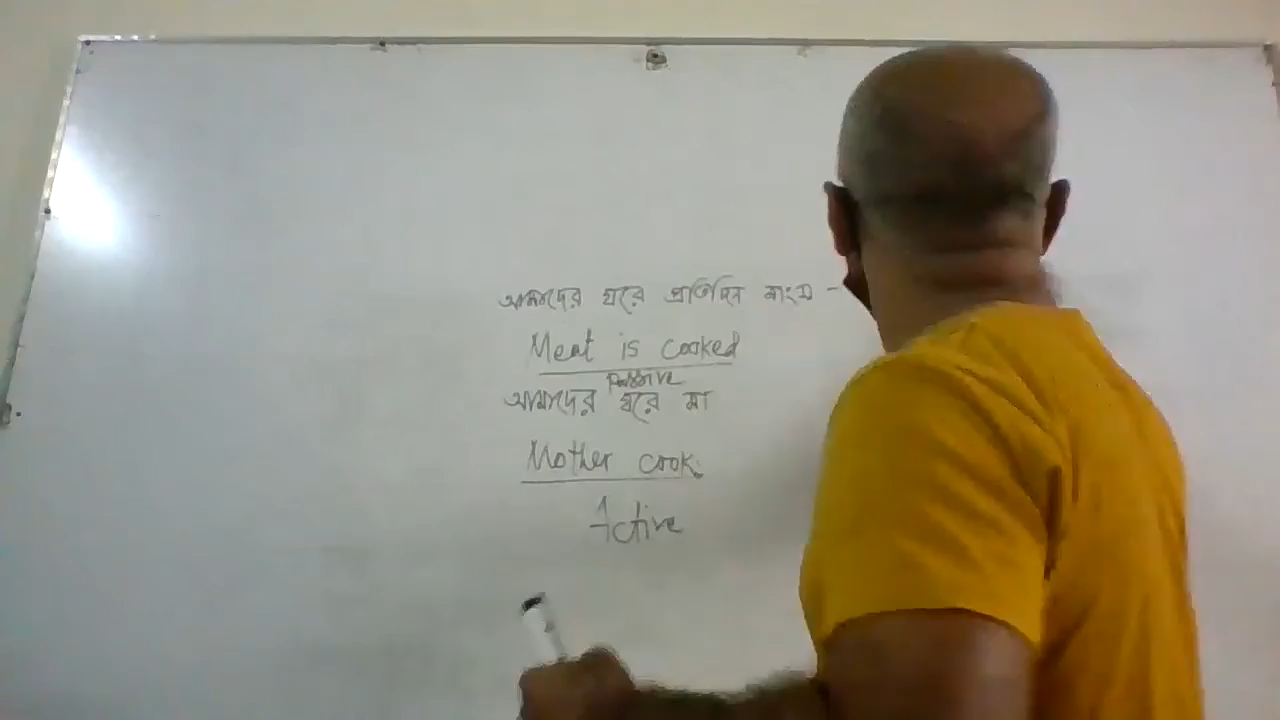 আমাদের ঘরে প্রতিদিন মাংস -
Meat is cooked
passive
আমাদের ঘরে মা
Mother cook
Active